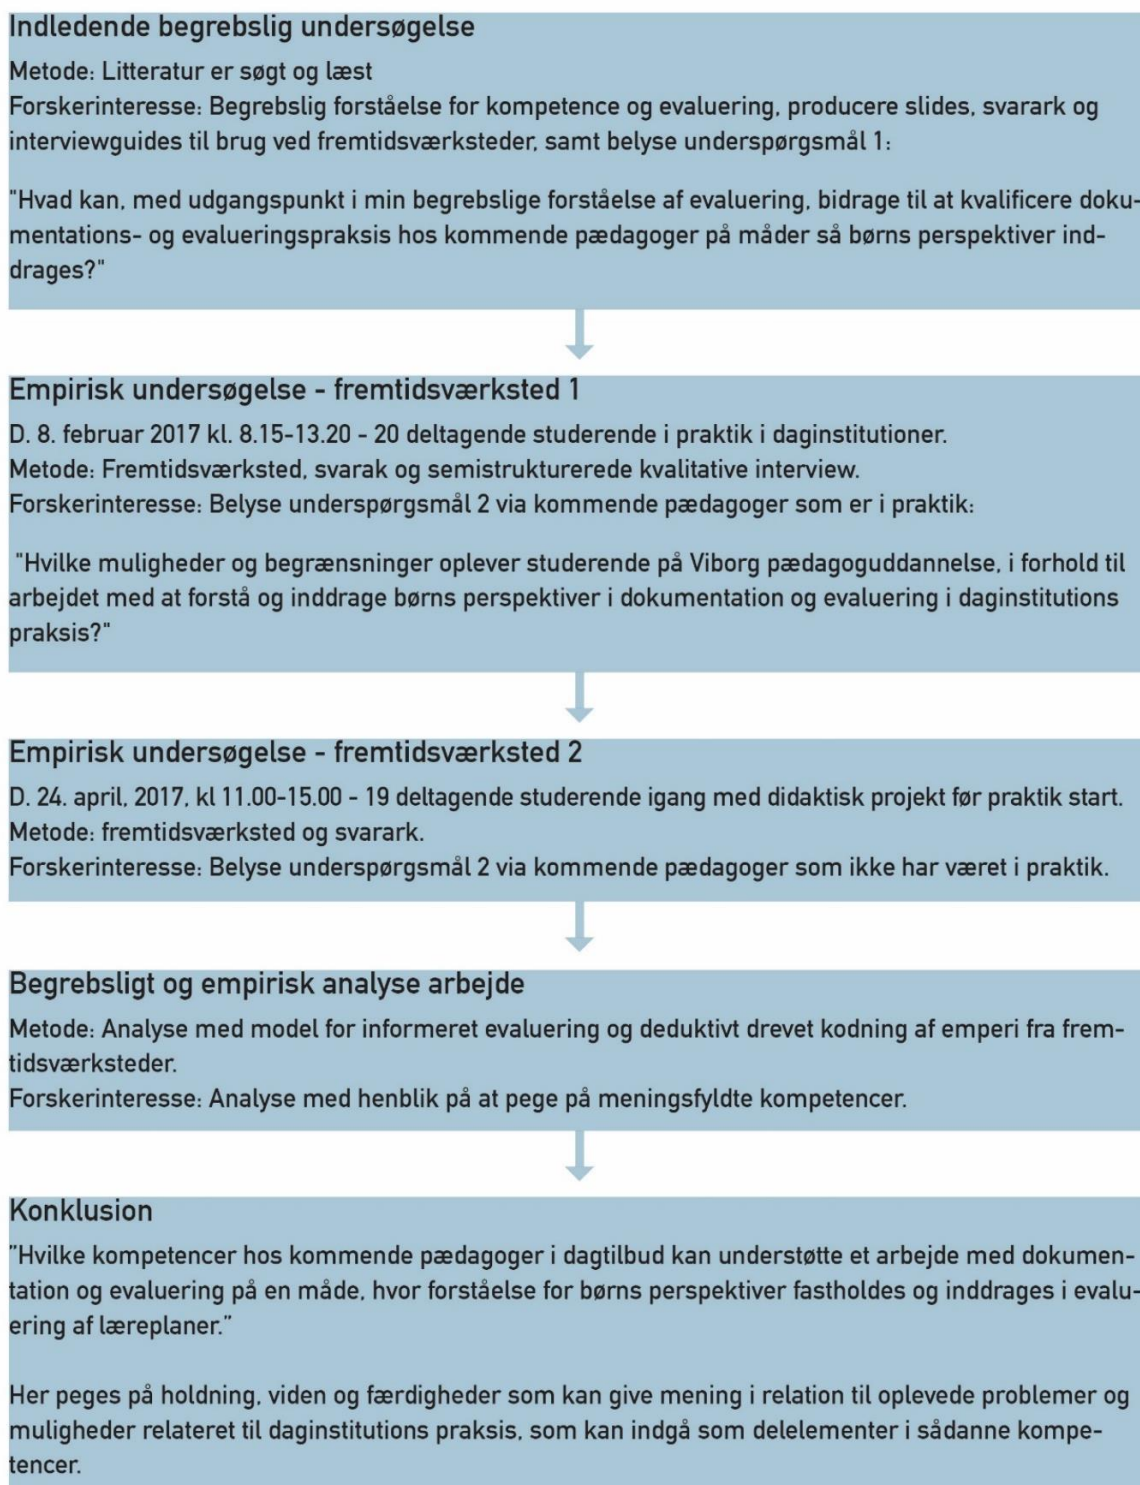 Indledende begrebslig undersøgelse
Metode: Litteratur er søgt og læst
Forskerinteresse: Begrebslig forståelse for kompetence og evaluering, producere slides, svarark og
interviewguides til brug ved fremtidsværksteder, samt belyse underspørgsmål 1:
"Hvad kan, med udgangspunkt i min begrebslige forståelse af evaluering, bidrage til at kvalificere doku-
mentations- og evalueringspraksis hos kommende pædagoger på måder så børns perspektiver ind-
drages?"
Empirisk undersøgelse - fremtidsværksted 1
D. 8. februar 2017 kl. 8.15-13.20 - 20 deltagende studerende i praktik i daginstitutioner.
Metode: Fremtidsværksted, svarak og semistrukturerede kvalitative interview.
Forskerinteresse: Belyse underspørgsmål 2 via kommende pædagoger som er i praktik:
"Hvilke muligheder og begrænsninger oplever studerende på Viborg pædagoguddannelse, i forhold til
arbejdet med at forstå og inddrage børns perspektiver i dokumentation og evaluering i daginstitutions
praksis?"
Empirisk undersøgelse - fremtidsværksted 2
D. 24. april, 2017, kl 11.00-15.00 - 19 deltagende studerende igang med didaktisk projekt før praktik start.
Metode: fremtidsværksted og svarark.
Forskerinteresse: Belyse underspørgsmål 2 via kommende pædagoger som ikke har været i praktik.
Begrebsligt og empirisk analyse arbejde
Metode: Analyse med model for informeret evaluering og deduktivt drevet kodning af emperi fra frem-
tidsværksteder.
Forskerinteresse: Analyse med henblik på at pege på meningsfyldte kompetencer.
Konklusion
"Hvilke kompetencer hos kommende pædagoger i dagtilbud kan understøtte et arbejde med dokumen-
tation og evaluering på en måde, hvor forståelse for børns perspektiver fastholdes og inddrages i evalu-
ering af læreplaner."
Her peges på holdning, viden og færdigheder som kan give mening i relation til oplevede problemer og
muligheder relateret til daginstitutions praksis, som kan indgå som delelementer i sådanne kompe-
tencer.